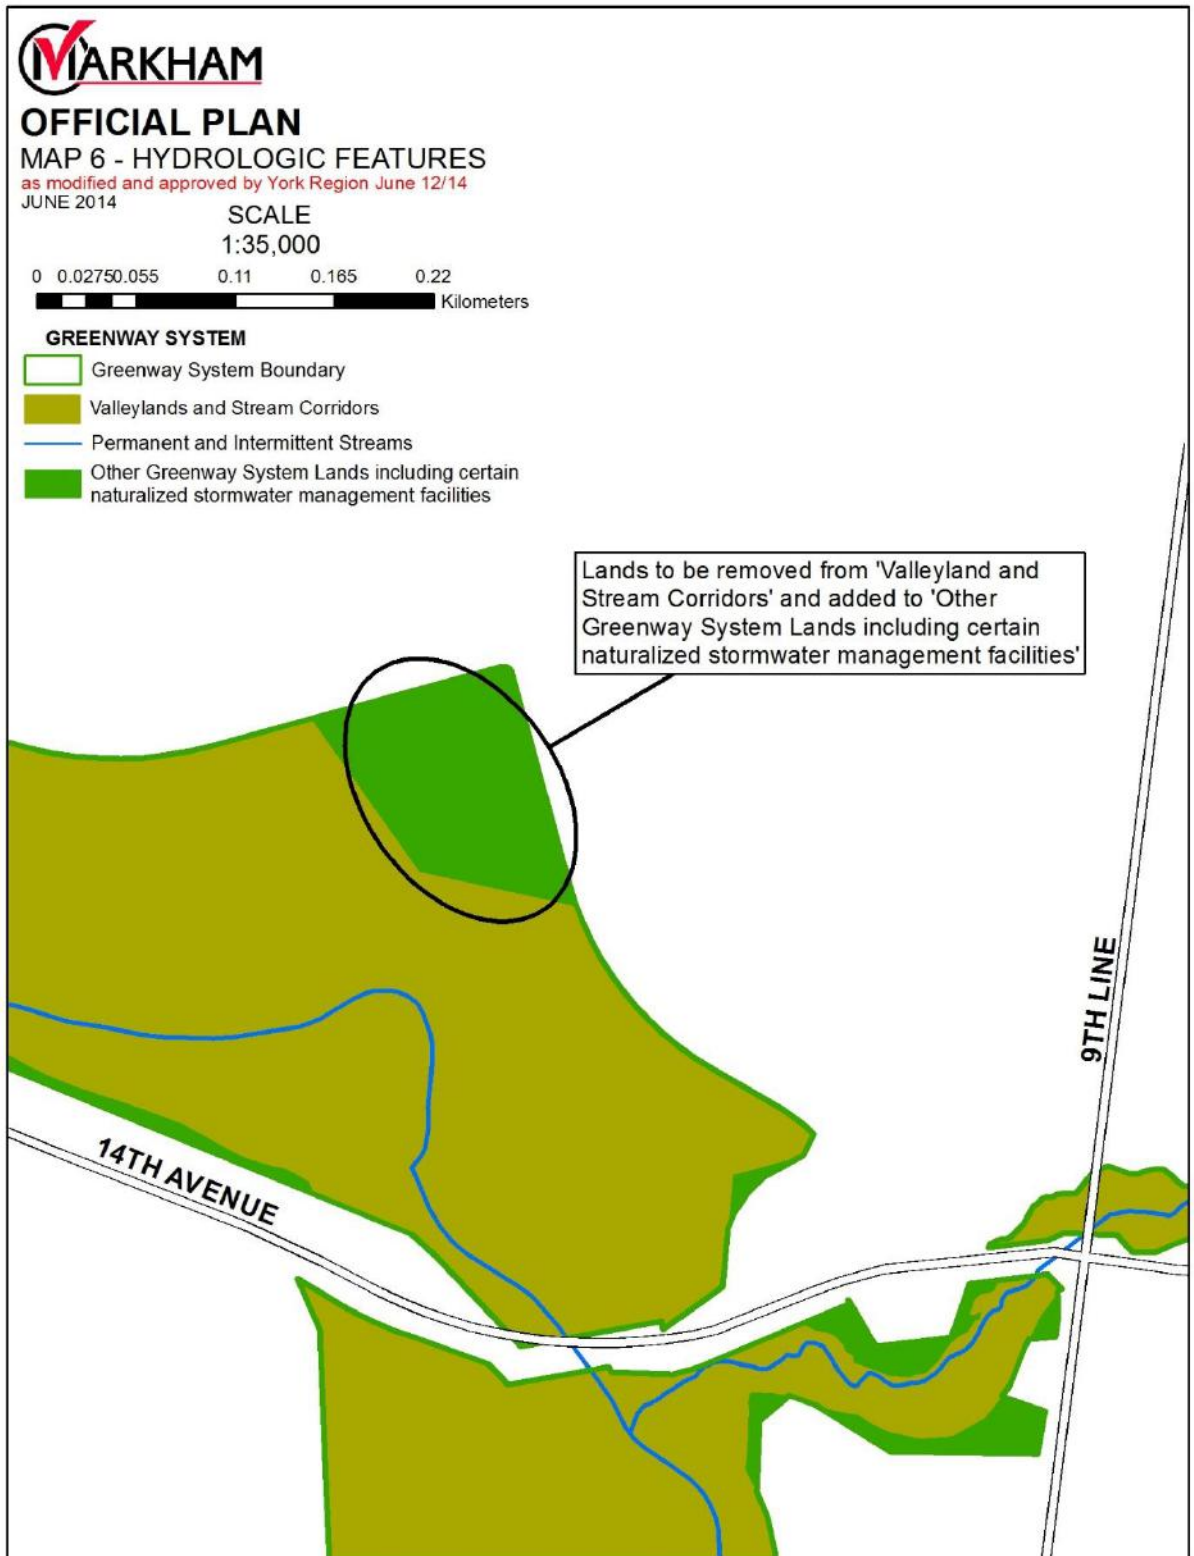 MARKHAM
OFFICIAL PLAN
MAP 6 - HYDROLOGIC FEATURES
as modified and approved by York Region June 12/14
JUNE 2014
SCALE
1:35,000
0 0.02750.055 0.11 0.165 0.22
Kilometers
GREENWAY SYSTEM
Greenway System Boundary
Valleylands and Stream Corridors
Permanent and Intermittent Streams
Other Greenway System Lands including certain
naturalized stormwater management facilities
Lands to be removed from 'Valleyland and
Stream Corridors' and added to 'Other
Greenway System Lands including certain
naturalized stormwater management facilities'
9TH LINE
14TH AVENUE